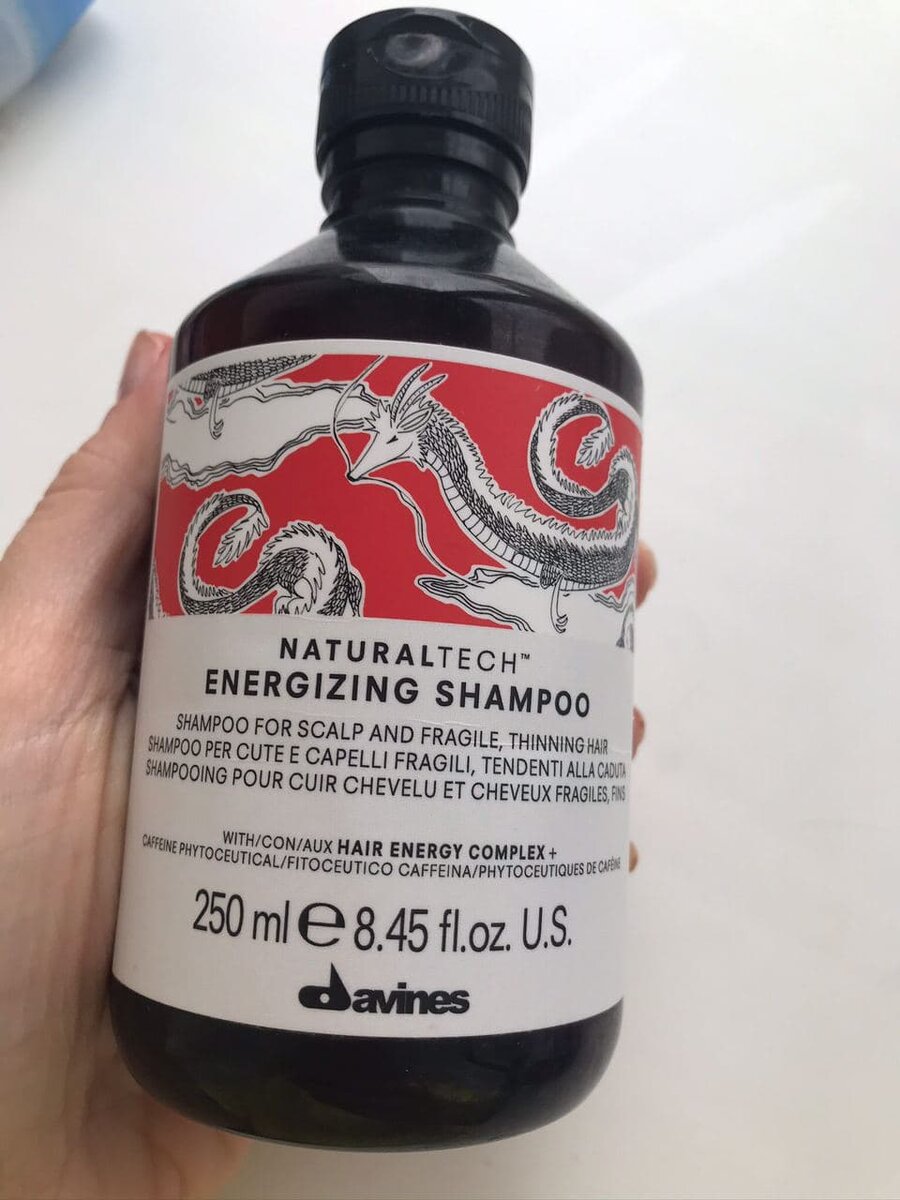 NATURALTECH™
ENERGIZING SHAMPOO
SHAMPOO FOR SCALP AND FRAGILE, THINNING HAIR
SHAMPOO PER CUTE E CAPELLI FRAGILI, TENDENTI ALLA CADUTA
SHAMPOOING POUR CUIR CHEVELU ET CHEVEUX FRAGILES, FINS
WITH/CON/AUX HAIR ENERGY COMPLEX +
CAFFEINE PHYTOCEUTICAL/FITOCEUTICO CAFFEINA/PHYTOCEUTIQUES DE CAFÉINE
250 ml ℮ 8.45 fl.oz. U.S.
davines